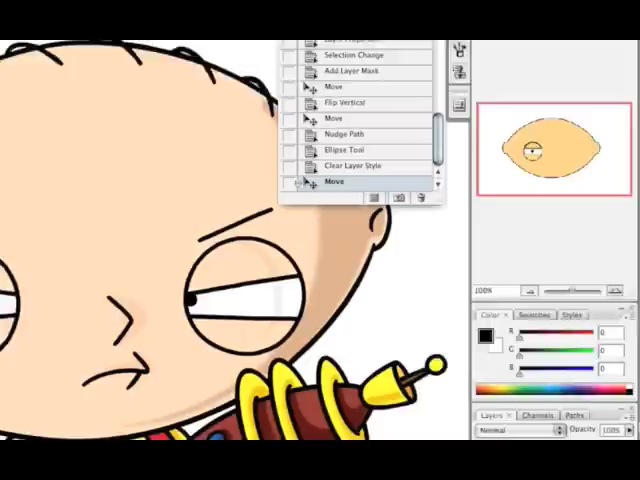 Selection Change
Add Layer Mask
Move
Flip Vertical
Move
Nudge Path
Ellipse Tool
Clear Layer Style
Move
100%
Color × Swatches Styles
R 0
G 0
B 0
Layers × Channels Paths
Normal Opacity: 100%